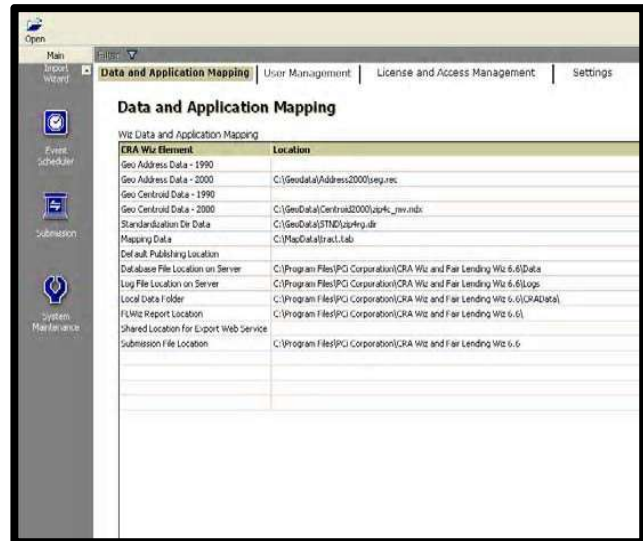 Open
Main
Filter:
Import
Wizard
Data and Application Mapping
User Management
License and Access Management
Settings
Data and Application Mapping
Event
Scheduler
Submission
System
Maintenance
Wiz Data and Application Mapping
CRA Wiz Element Location
Geo Address Data - 1990
Geo Address Data - 2000 C:\Geodata\Address2000\seg.rec
Geo Centroid Data - 1990
Geo Centroid Data - 2000 C:\GeoData\Centroid2000\zip4c_nw.ndx
Standardization Dir Data C:\GeoData\STND\zip4rg.dir
Mapping Data C:\MapData\tract.tab
Default Publishing Location
Database File Location on Server C:\Program Files\PCi Corporation\CRA Wiz and Fair Lending Wiz 6.6\Data
Log File Location on Server C:\Program Files\PCi Corporation\CRA Wiz and Fair Lending Wiz 6.6\Logs
Local Data Folder C:\Program Files\PCi Corporation\CRA Wiz and Fair Lending Wiz 6.6\CRAData\
FLWiz Report Location C:\Program Files\PCi Corporation\CRA Wiz and Fair Lending Wiz 6.6\
Shared Location for Export Web Service
Submission File Location C:\Program Files\PCi Corporation\CRA Wiz and Fair Lending Wiz 6.6